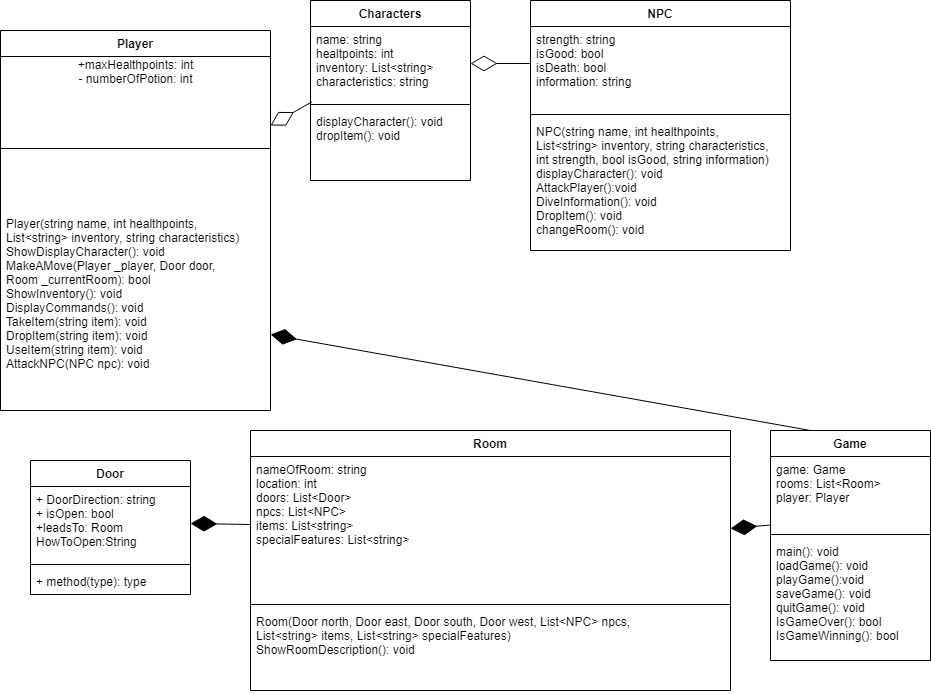 Player
+maxHealthpoints: int
- numberOfPotion: int
Player(string name, int healthpoints,
List<string> inventory, string characteristics)
ShowDisplayCharacter(): void
MakeAMove(Player _player, Door door,
Room _currentRoom): bool
ShowInventory(): void
DisplayCommands(): void
TakeItem(string item): void
DropItem(string item): void
UseItem(string item): void
AttackNPC(NPC npc): void
Characters
name: string
healtpoints: int
inventory: List<string>
characteristics: string
displayCharacter(): void
dropItem(): void
NPC
strength: string
isGood: bool
isDeath: bool
information: string
NPC(string name, int healthpoints,
List<string> inventory, string characteristics,
int strength, bool isGood, string information)
displayCharacter(): void
AttackPlayer():void
DiveInformation(): void
DropItem(): void
changeRoom(): void
Door
+ DoorDirection: string
+ isOpen: bool
+leadsTo: Room
HowToOpen:String
+ method(type): type
Room
nameOfRoom: string
location: int
doors: List<Door>
npcs: List<NPC>
items: List<string>
specialFeatures: List<string>
Room(Door north, Door east, Door south, Door west, List<NPC> npcs,
List<string> items, List<string> specialFeatures)
ShowRoomDescription(): void
Game
game: Game
rooms: List<Room>
player: Player
main(): void
loadGame(): void
playGame():void
saveGame(): void
quitGame(): void
IsGameOver(): bool
IsGameWinning(): bool